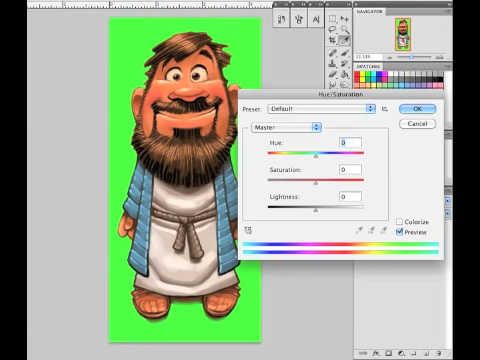 NAVIGATOR
SWATCHES
Hue/Saturation
Preset: Default
OK
Cancel
Master
Hue: 0
Saturation: 0
Lightness: 0
Colorize
Preview